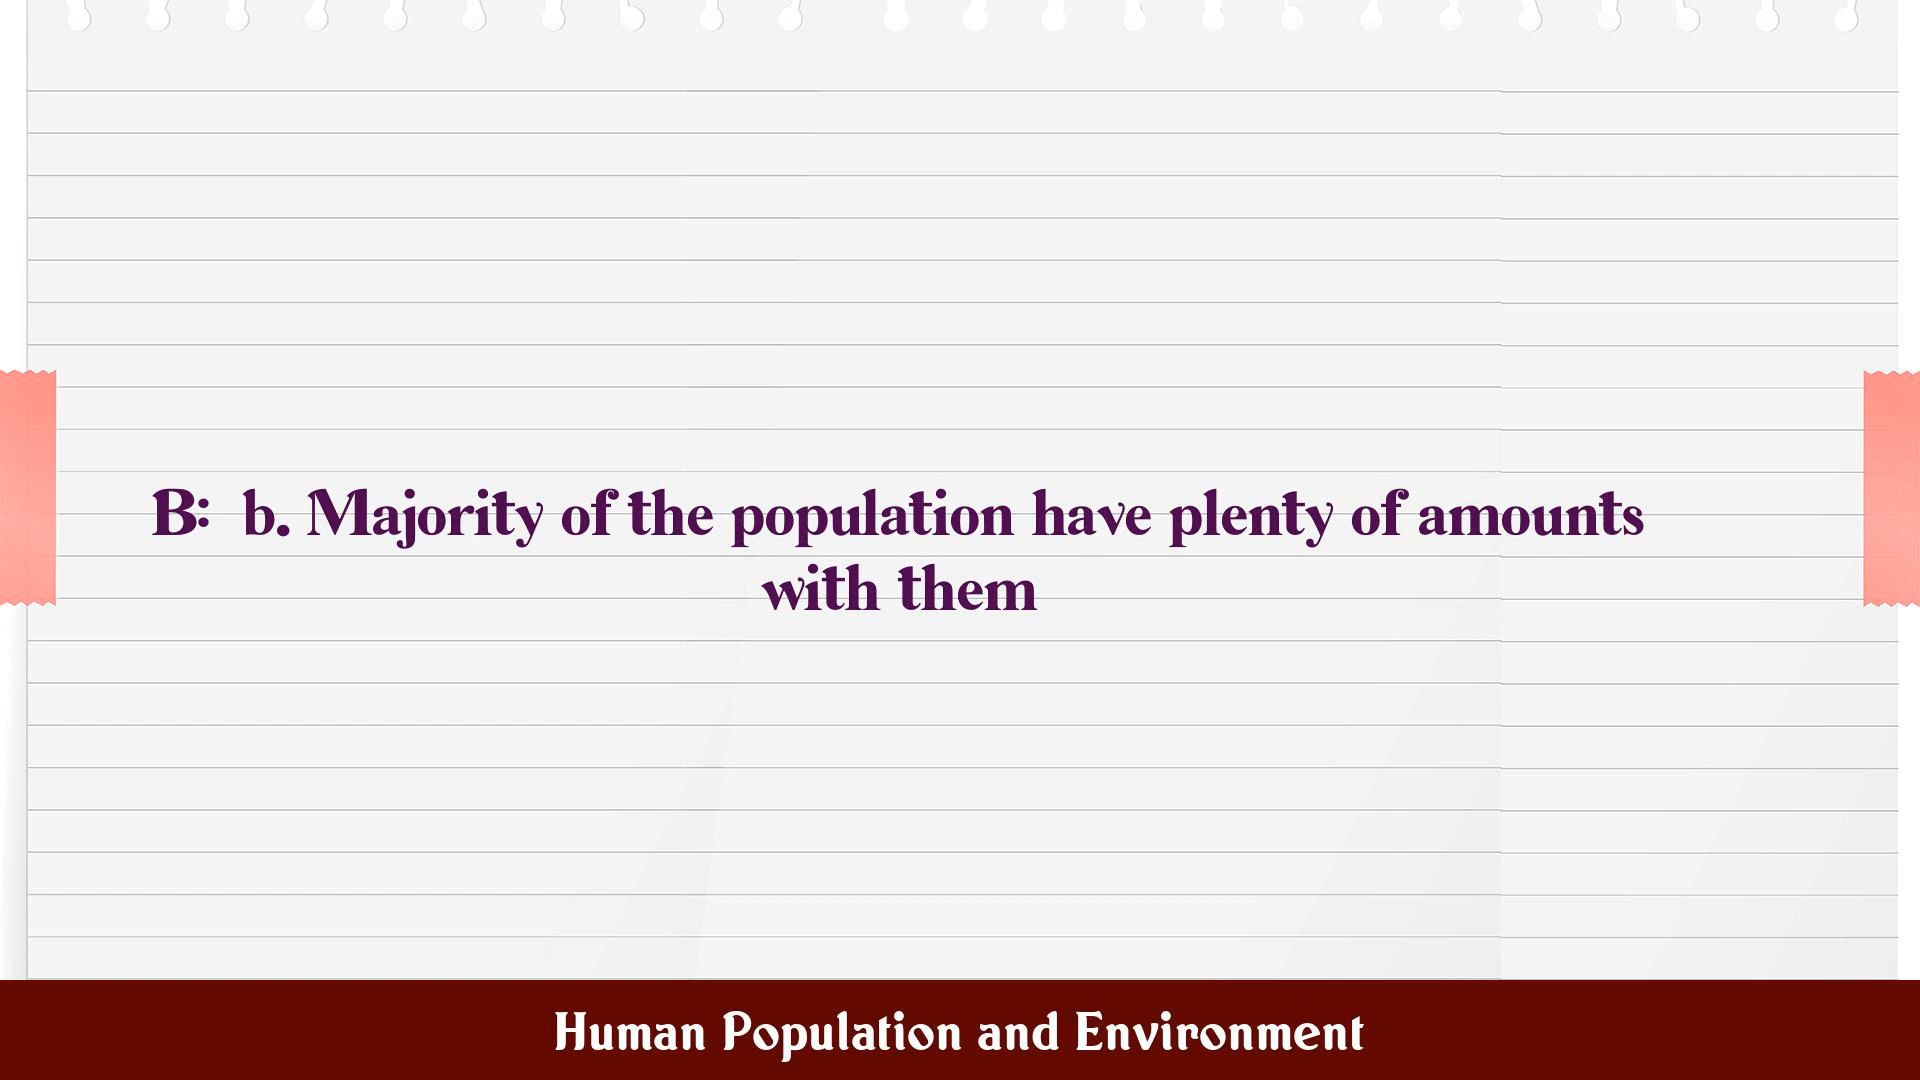 B: b. Majority of the population have plenty of amounts
with them
Human Population and Environment